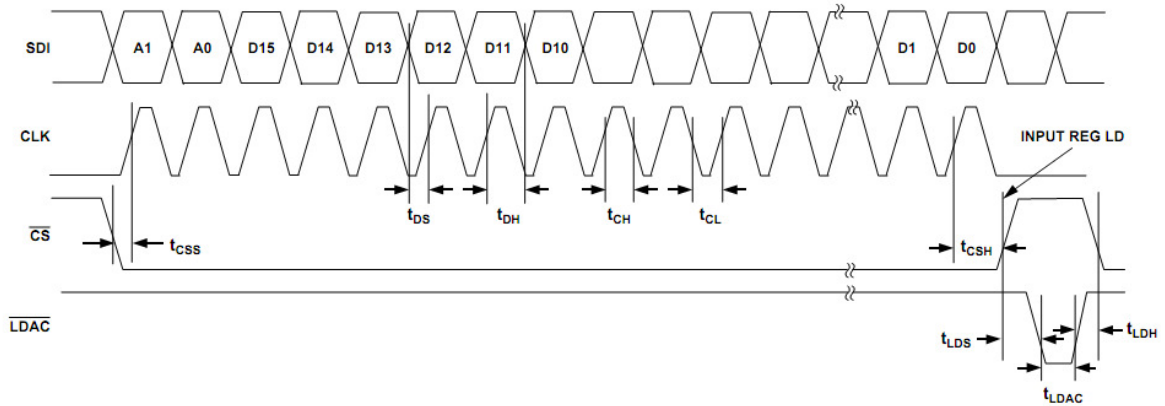 SDI A1 A0 D15 D14 D13 D12 D11 D10 D1 D0
CLK
INPUT REG LD
tDS tDH tCH tCL
CS
tCSS
tCSH
LDAC
tLDS tLDH
tLDAC